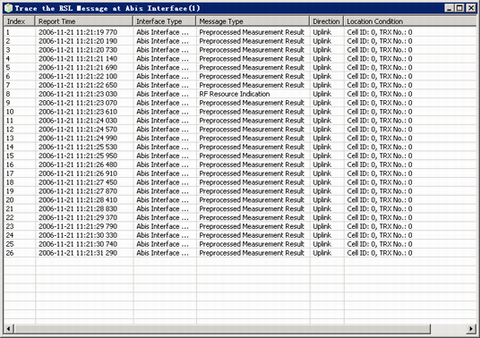 Trace the RSL Message at Abis Interface(1)
Index Report Time Interface Type Message Type Direction Location Condition
1 2006-11-21 11:21:19 770 Abis Interface ... Preprocessed Measurement Result Uplink Cell ID: 0, TRX No.: 0
2 2006-11-21 11:21:20 190 Abis Interface ... Preprocessed Measurement Result Uplink Cell ID: 0, TRX No.: 0
3 2006-11-21 11:21:20 730 Abis Interface ... Preprocessed Measurement Result Uplink Cell ID: 0, TRX No.: 0
4 2006-11-21 11:21:21 140 Abis Interface ... Preprocessed Measurement Result Uplink Cell ID: 0, TRX No.: 0
5 2006-11-21 11:21:21 690 Abis Interface ... Preprocessed Measurement Result Uplink Cell ID: 0, TRX No.: 0
6 2006-11-21 11:21:22 100 Abis Interface ... Preprocessed Measurement Result Uplink Cell ID: 0, TRX No.: 0
7 2006-11-21 11:21:22 650 Abis Interface ... Preprocessed Measurement Result Uplink Cell ID: 0, TRX No.: 0
8 2006-11-21 11:21:23 030 Abis Interface ... RF Resource Indication Uplink Cell ID: 0, TRX No.: 0
9 2006-11-21 11:21:23 070 Abis Interface ... Preprocessed Measurement Result Uplink Cell ID: 0, TRX No.: 0
10 2006-11-21 11:21:23 610 Abis Interface ... Preprocessed Measurement Result Uplink Cell ID: 0, TRX No.: 0
11 2006-11-21 11:21:24 030 Abis Interface ... Preprocessed Measurement Result Uplink Cell ID: 0, TRX No.: 0
12 2006-11-21 11:21:24 570 Abis Interface ... Preprocessed Measurement Result Uplink Cell ID: 0, TRX No.: 0
13 2006-11-21 11:21:24 990 Abis Interface ... Preprocessed Measurement Result Uplink Cell ID: 0, TRX No.: 0
14 2006-11-21 11:21:25 530 Abis Interface ... Preprocessed Measurement Result Uplink Cell ID: 0, TRX No.: 0
15 2006-11-21 11:21:25 950 Abis Interface ... Preprocessed Measurement Result Uplink Cell ID: 0, TRX No.: 0
16 2006-11-21 11:21:26 480 Abis Interface ... Preprocessed Measurement Result Uplink Cell ID: 0, TRX No.: 0
17 2006-11-21 11:21:26 910 Abis Interface ... Preprocessed Measurement Result Uplink Cell ID: 0, TRX No.: 0
18 2006-11-21 11:21:27 450 Abis Interface ... Preprocessed Measurement Result Uplink Cell ID: 0, TRX No.: 0
19 2006-11-21 11:21:27 870 Abis Interface ... Preprocessed Measurement Result Uplink Cell ID: 0, TRX No.: 0
20 2006-11-21 11:21:28 410 Abis Interface ... Preprocessed Measurement Result Uplink Cell ID: 0, TRX No.: 0
21 2006-11-21 11:21:28 830 Abis Interface ... Preprocessed Measurement Result Uplink Cell ID: 0, TRX No.: 0
22 2006-11-21 11:21:29 370 Abis Interface ... Preprocessed Measurement Result Uplink Cell ID: 0, TRX No.: 0
23 2006-11-21 11:21:29 790 Abis Interface ... Preprocessed Measurement Result Uplink Cell ID: 0, TRX No.: 0
24 2006-11-21 11:21:30 330 Abis Interface ... Preprocessed Measurement Result Uplink Cell ID: 0, TRX No.: 0
25 2006-11-21 11:21:30 740 Abis Interface ... Preprocessed Measurement Result Uplink Cell ID: 0, TRX No.: 0
26 2006-11-21 11:21:31 290 Abis Interface ... Preprocessed Measurement Result Uplink Cell ID: 0, TRX No.: 0